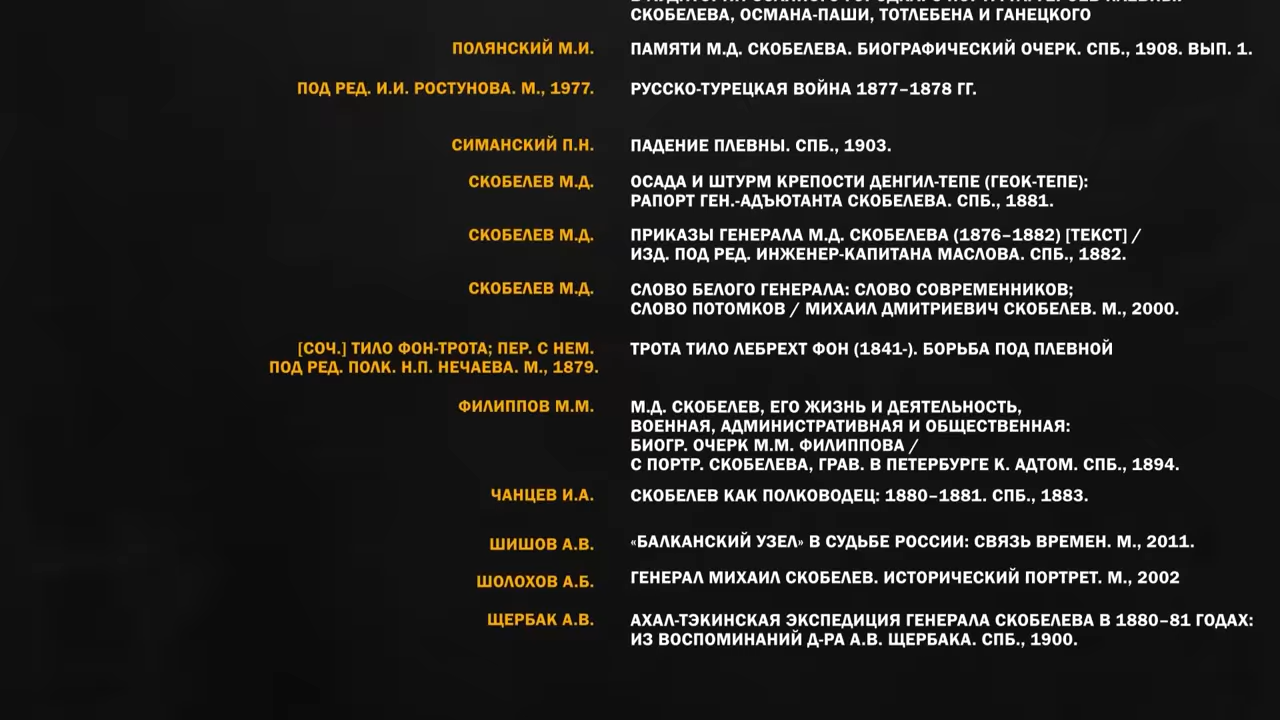 СКОБЕЛЕВА, ОСМАНА-ПАШИ, ТОТЛЕБЕНА И ГАНЕЦКОГО
ПОЛЯНСКИЙ М.И. ПАМЯТИ М.Д. СКОБЕЛЕВА. БИОГРАФИЧЕСКИЙ ОЧЕРК. СПБ., 1908. ВЫП. 1.
ПОД РЕД. И.И. РОСТУНОВА. М., 1977. РУССКО-ТУРЕЦКАЯ ВОЙНА 1877–1878 ГГ.
СИМАНСКИЙ П.Н. ПАДЕНИЕ ПЛЕВНЫ. СПБ., 1903.
СКОБЕЛЕВ М.Д. ОСАДА И ШТУРМ КРЕПОСТИ ДЕНГИЛ-ТЕПЕ (ГЕОК-ТЕПЕ):
РАПОРТ ГЕН.-АДЪЮТАНТА СКОБЕЛЕВА. СПБ., 1881.
СКОБЕЛЕВ М.Д. ПРИКАЗЫ ГЕНЕРАЛА М.Д. СКОБЕЛЕВА (1876–1882) [ТЕКСТ] /
ИЗД. ПОД РЕД. ИНЖЕНЕР-КАПИТАНА МАСЛОВА. СПБ., 1882.
СКОБЕЛЕВ М.Д. СЛОВО БЕЛОГО ГЕНЕРАЛА: СЛОВО СОВРЕМЕННИКОВ;
СЛОВО ПОТОМКОВ / МИХАИЛ ДМИТРИЕВИЧ СКОБЕЛЕВ. М., 2000.
[СОЧ.] ТИЛО ФОН-ТРОТА; ПЕР. С НЕМ. ТРОТА ТИЛО ЛЕБРЕХТ ФОН (1841-). БОРЬБА ПОД ПЛЕВНОЙ
ПОД РЕД. ПОЛК. Н.П. НЕЧАЕВА. М., 1879.
ФИЛИППОВ М.М. М.Д. СКОБЕЛЕВ, ЕГО ЖИЗНЬ И ДЕЯТЕЛЬНОСТЬ,
ВОЕННАЯ, АДМИНИСТРАТИВНАЯ И ОБЩЕСТВЕННАЯ:
БИОГР. ОЧЕРК М.М. ФИЛИППОВА /
С ПОРТР. СКОБЕЛЕВА, ГРАВ. В ПЕТЕРБУРГЕ К. АДТОМ. СПБ., 1894.
ЧАНЦЕВ И.А. СКОБЕЛЕВ КАК ПОЛКОВОДЕЦ: 1880–1881. СПБ., 1883.
ШИШОВ А.В. «БАЛКАНСКИЙ УЗЕЛ» В СУДЬБЕ РОССИИ: СВЯЗЬ ВРЕМЕН. М., 2011.
ШОЛОХОВ А.Б. ГЕНЕРАЛ МИХАИЛ СКОБЕЛЕВ. ИСТОРИЧЕСКИЙ ПОРТРЕТ. М., 2002
ЩЕРБАК А.В. АХАЛ-ТЭКИНСКАЯ ЭКСПЕДИЦИЯ ГЕНЕРАЛА СКОБЕЛЕВА В 1880–81 ГОДАХ:
ИЗ ВОСПОМИНАНИЙ Д-РА А.В. ЩЕРБАКА. СПБ., 1900.